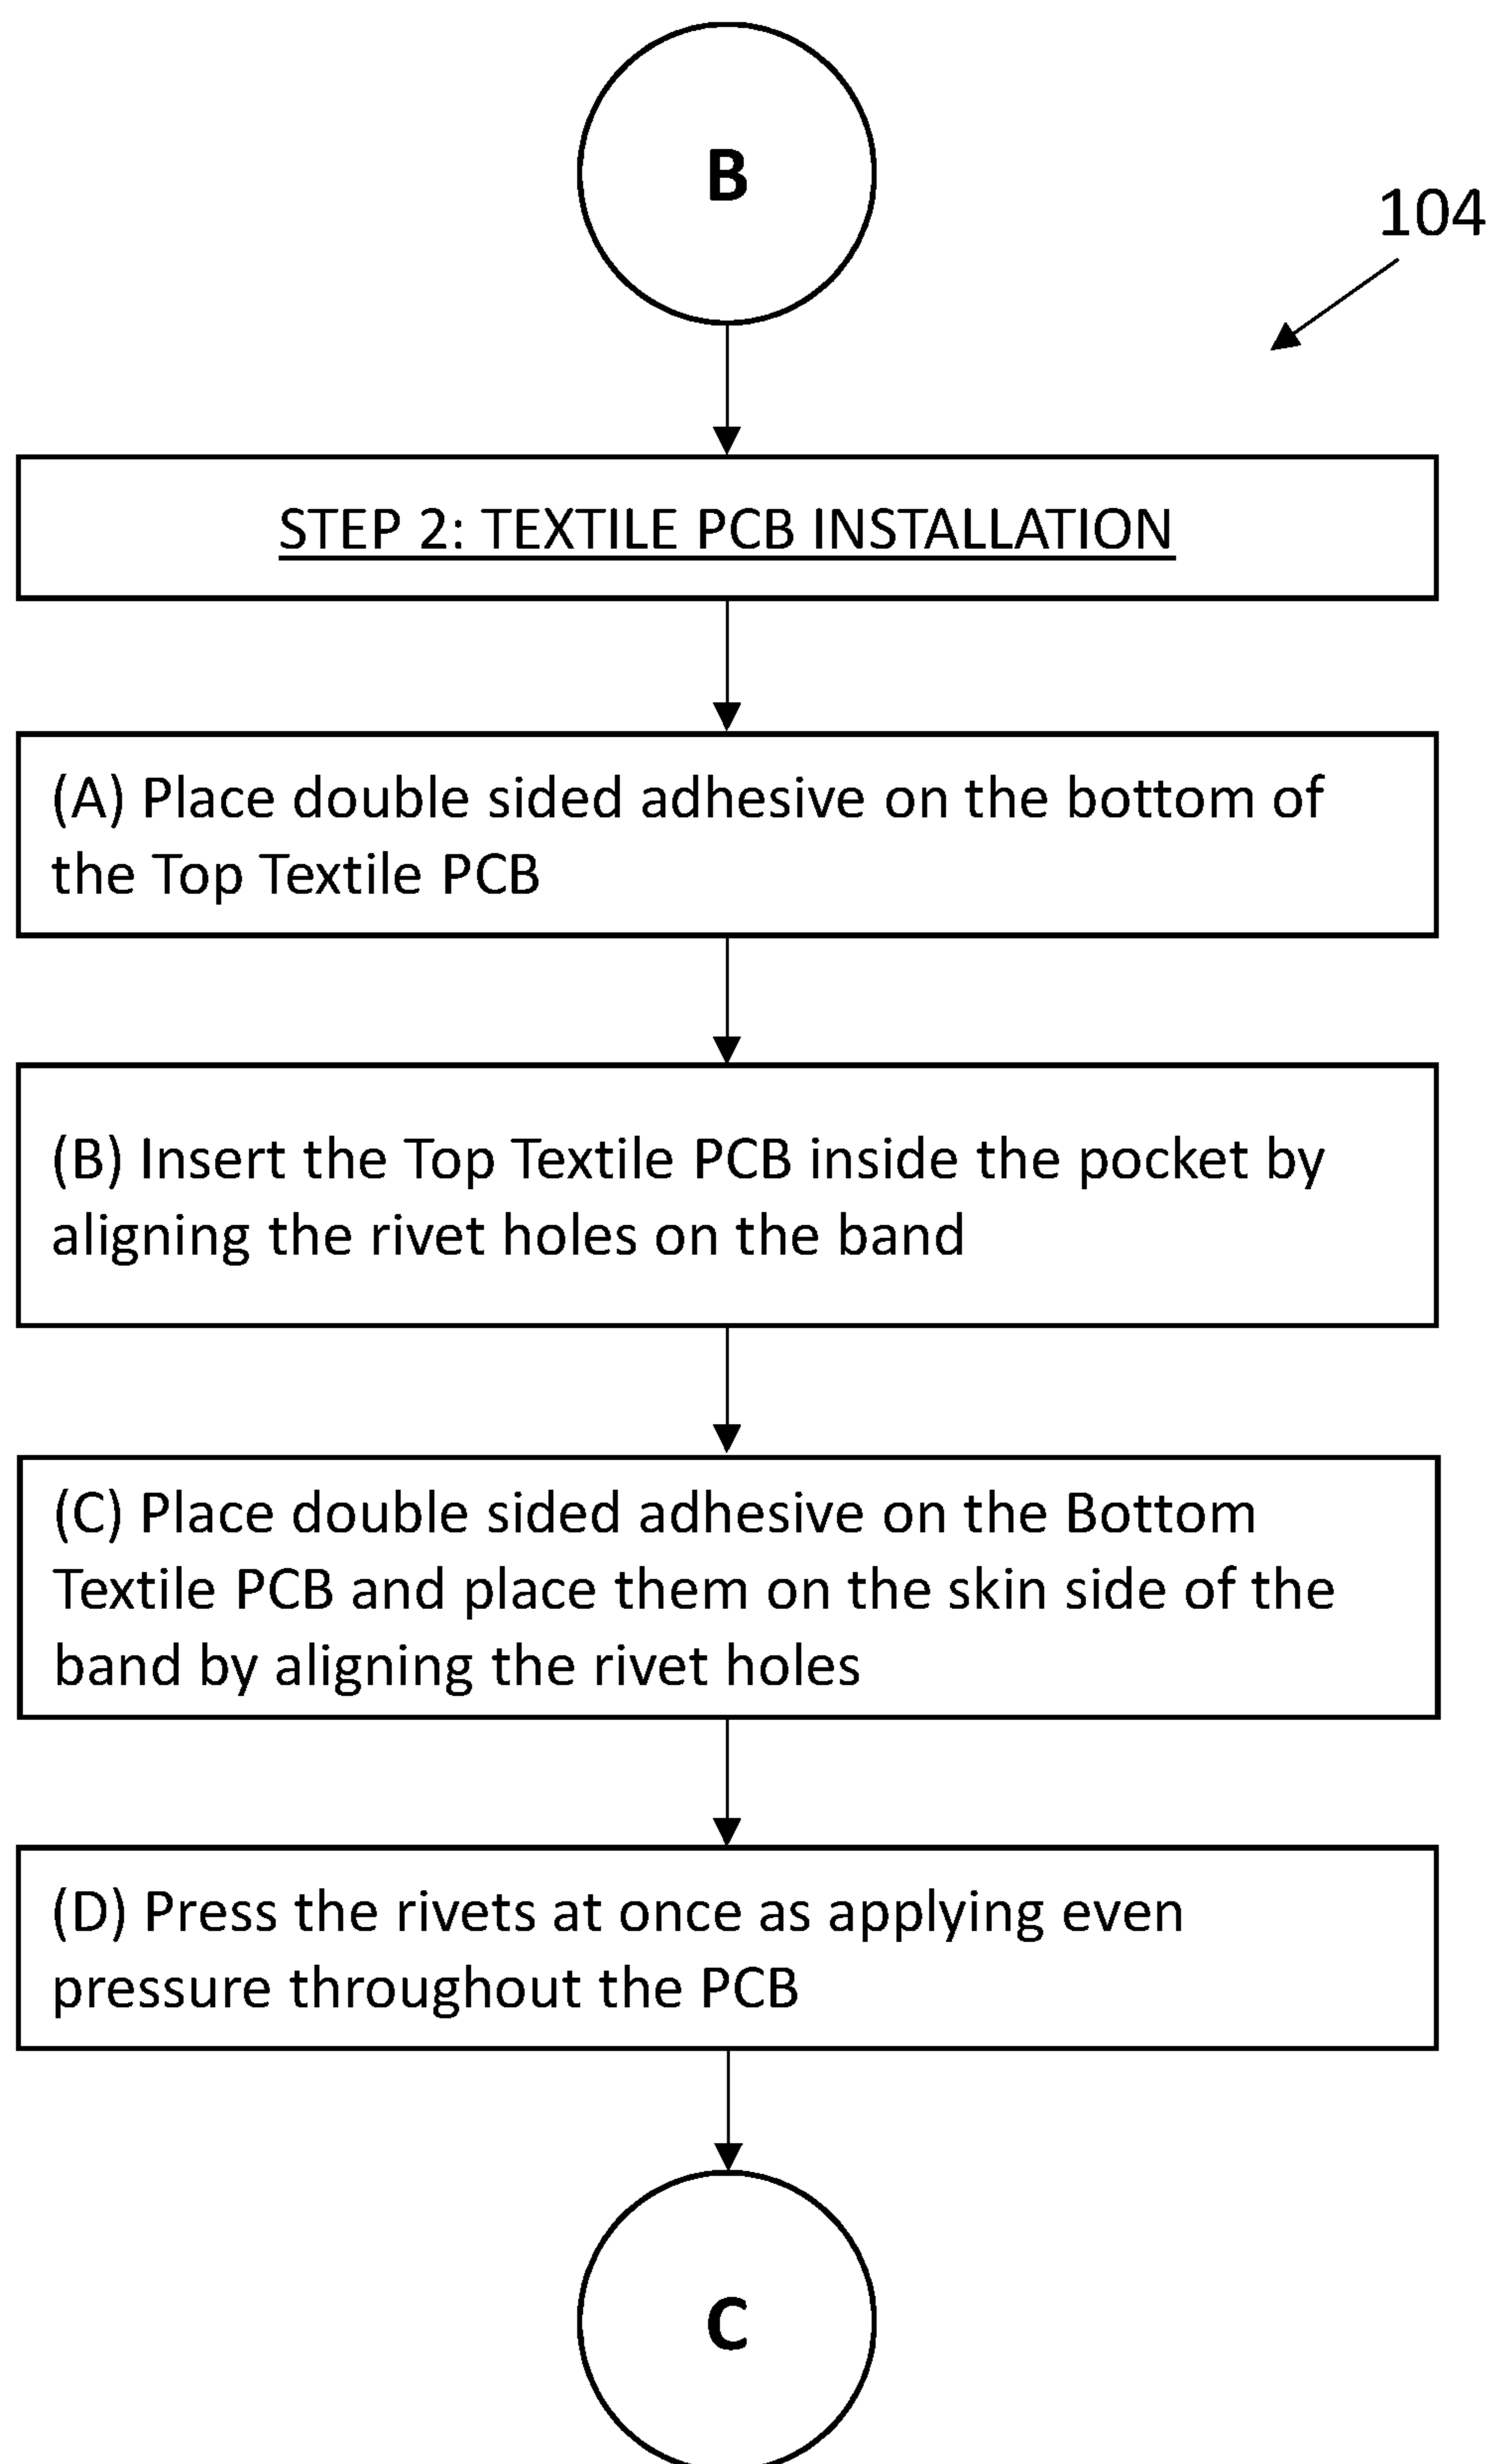 B
104
STEP 2: TEXTILE PCB INSTALLATION
(A) Place double sided adhesive on the bottom of
the Top Textile PCB
(B) Insert the Top Textile PCB inside the pocket by
aligning the rivet holes on the band
(C) Place double sided adhesive on the Bottom
Textile PCB and place them on the skin side of the
band by aligning the rivet holes
(D) Press the rivets at once as applying even
pressure throughout the PCB
C